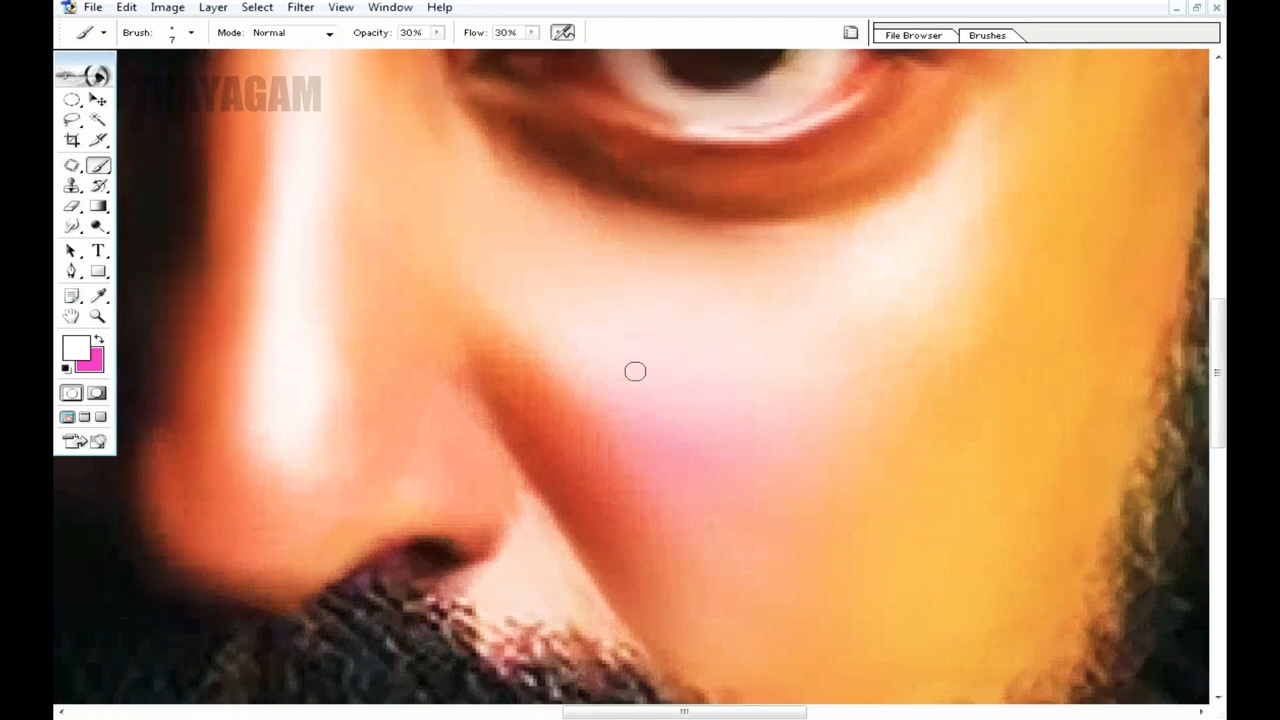 File Edit Image Layer Select Filter View Window Help
Brush: 7 Mode: Normal Opacity: 30% Flow: 30% File Browser Brushes
THAYAGAM
T